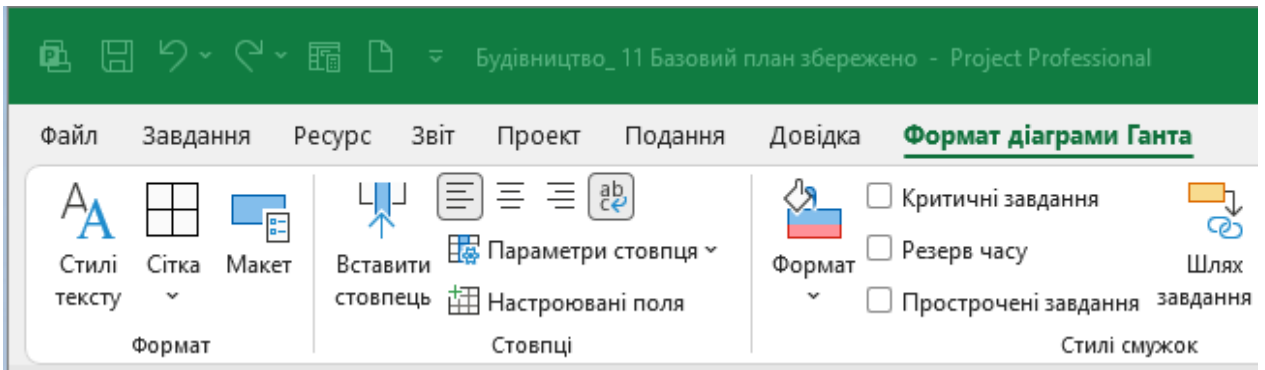 Будівництво_ 11 Базовий план збережено - Project Professional
Файл Завдання Ресурс Звіт Проект Подання Довідка Формат діаграми Ганта
Стилі тексту
Сітка
Макет
Формат
Вставити стовпець
Параметри стовпця
Настроювані поля
Стовпці
Формат
Критичні завдання
Резерв часу
Прострочені завдання
Шлях завдання
Стилі смужок